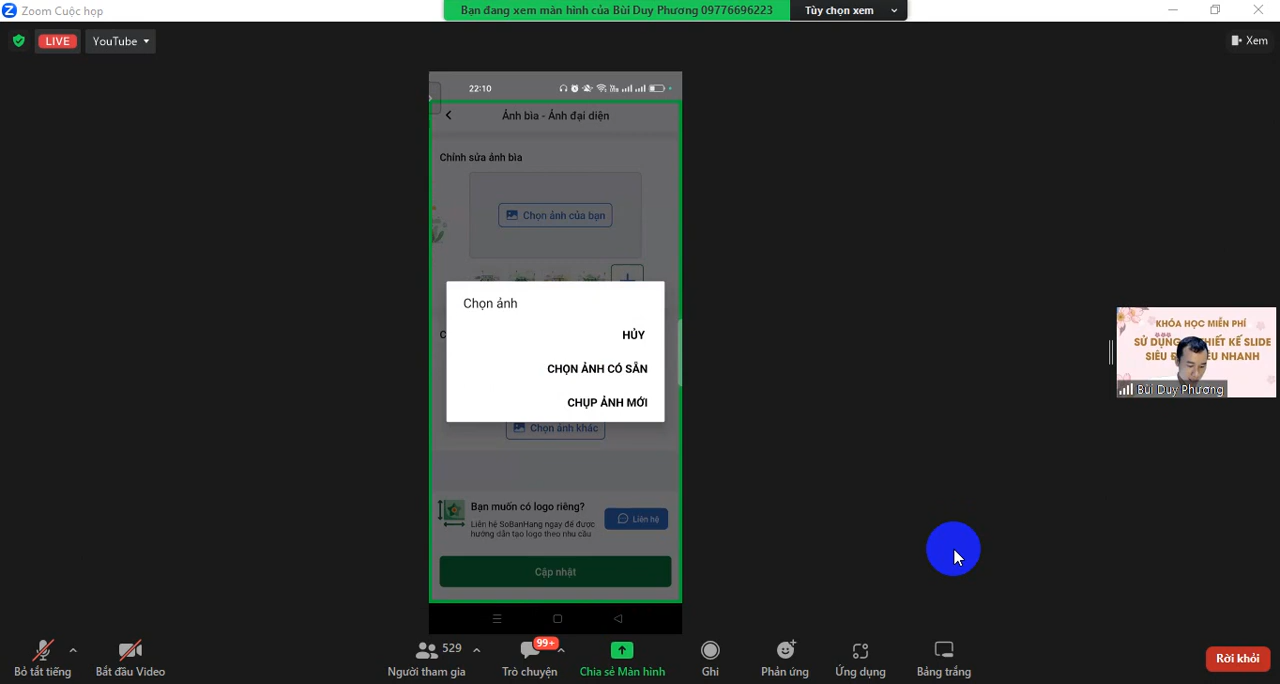 Zoom Cuộc họp
Bạn đang xem màn hình của Bùi Duy Phương 09776696223
Tùy chọn xem
LIVE
YouTube
Xem
22:10
Ảnh bìa - Ảnh đại diện
Chỉnh sửa ảnh bìa
Chọn ảnh của bạn
Chọn ảnh
HỦY
CHỌN ẢNH CÓ SẴN
CHỤP ẢNH MỚI
Chọn ảnh khác
Bạn muốn có logo riêng?
Liên hệ SoBanHang ngay để được
hướng dẫn tạo logo theo nhu cầu
Liên hệ
Cập nhật
KHÓA HỌC MIỄN PHÍ
SỬ DỤNG THIẾT KẾ SLIDE
NHANH
Bùi Duy Phương
Bỏ tắt tiếng
Bắt đầu Video
529
Người tham gia
99+
Trò chuyện
Chia sẻ Màn hình
Ghi
Phản ứng
Ứng dụng
Bảng trắng
Rời khỏi